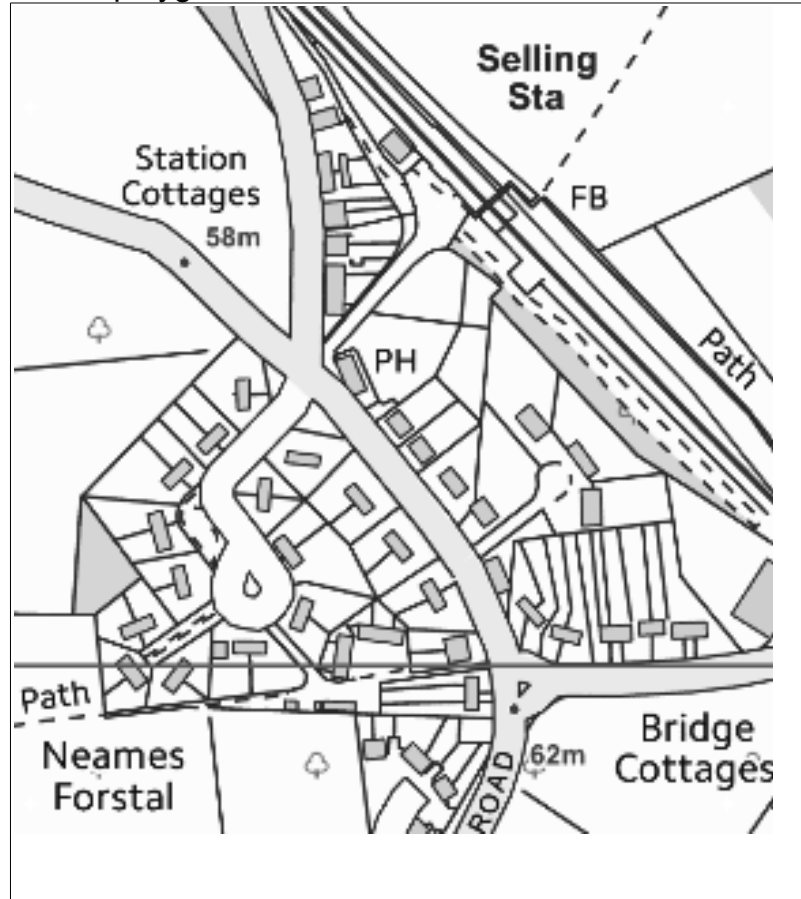 Selling
Sta
Station
Cottages
58m
FB
Path
PH
Path
Neames
Forstal
Bridge
Cottages
62m
ROAD